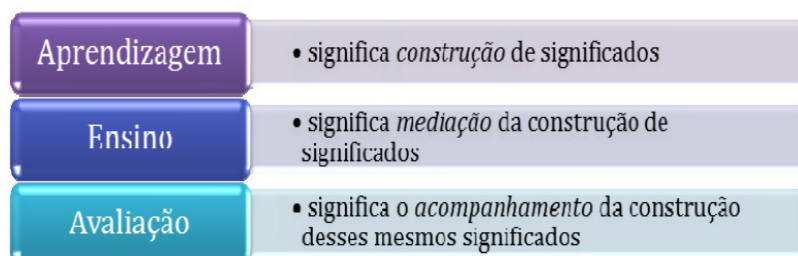 Aprendizagem
• significa construção de significados
Ensino
• significa mediação da construção de
significados
Avaliação
• significa o acompanhamento da construção
desses mesmos significados